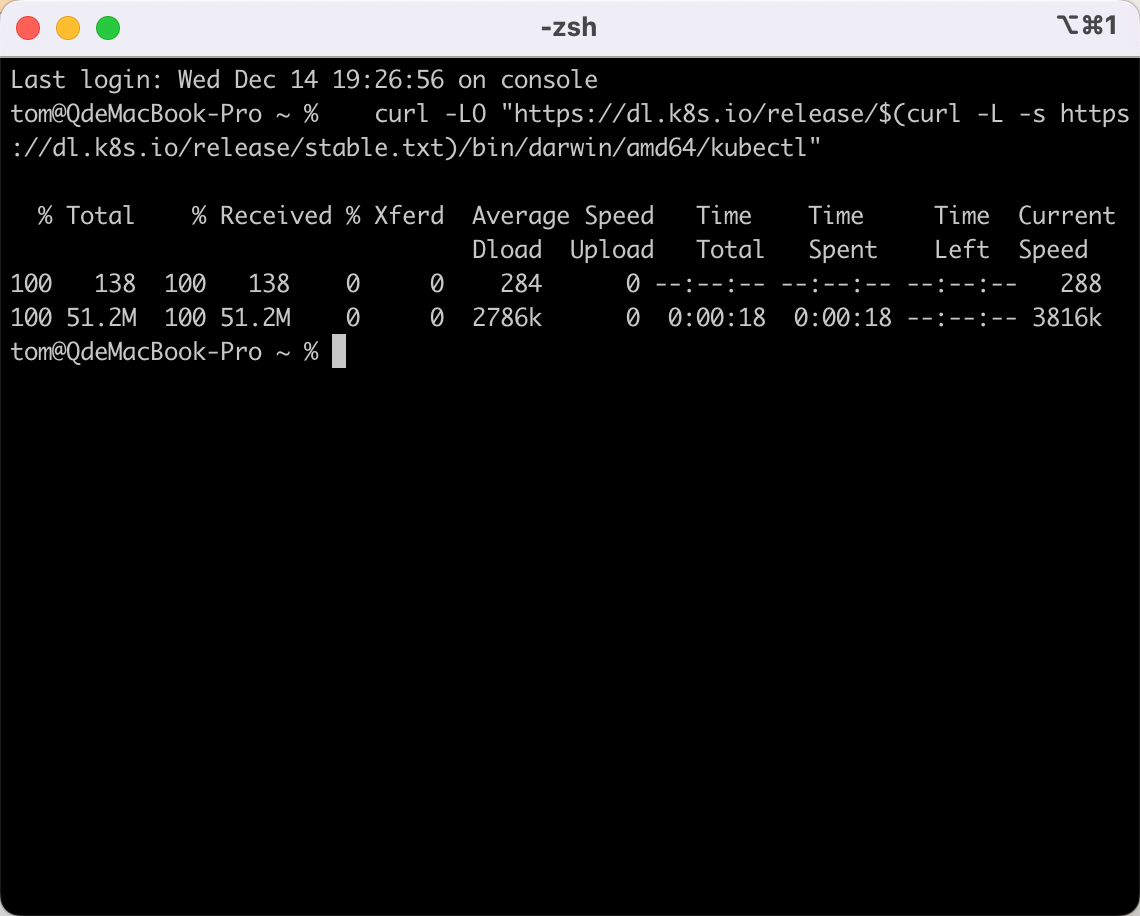 -zsh ⌥⌘1
Last login: Wed Dec 14 19:26:56 on console
tom@QdeMacBook-Pro ~ %    curl -LO "https://dl.k8s.io/release/$(curl -L -s https
://dl.k8s.io/release/stable.txt)/bin/darwin/amd64/kubectl"
  % Total    % Received % Xferd  Average Speed   Time    Time     Time  Current
                                 Dload  Upload   Total   Spent    Left  Speed
100   138  100   138    0     0    284      0 --:--:-- --:--:-- --:--:--   288
100 51.2M  100 51.2M    0     0  2786k      0  0:00:18  0:00:18 --:--:-- 3816k
tom@QdeMacBook-Pro ~ %